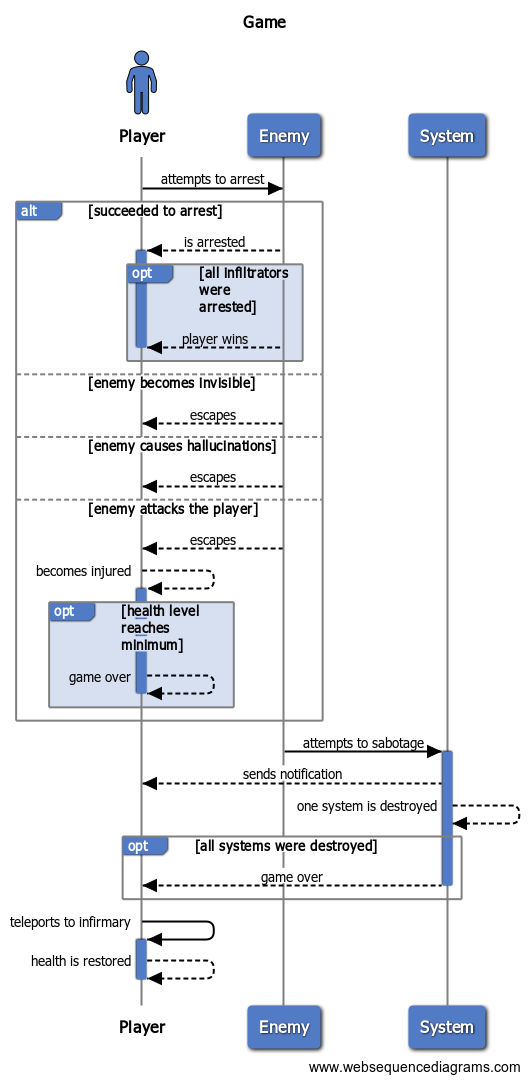 Game
Player
Enemy
System
attempts to arrest
alt
[succeeded to arrest]
is arrested
opt
[all infiltrators
were
arrested]
player wins
[enemy becomes invisible]
escapes
[enemy causes hallucinations]
escapes
[enemy attacks the player]
escapes
becomes injured
opt
[health level
reaches
minimum]
game over
attempts to sabotage
sends notification
one system is destroyed
opt
[all systems were destroyed]
game over
teleports to infirmary
health is restored
Player
Enemy
System
www.websequencediagrams.com